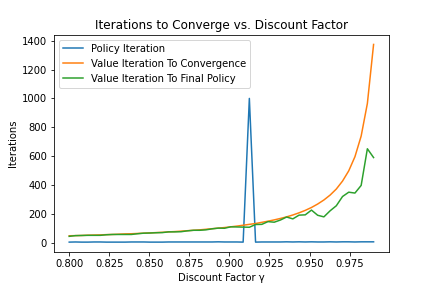 Iterations to Converge vs. Discount Factor
Policy Iteration
Value Iteration To Convergence
Value Iteration To Final Policy
Iterations
1400
1200
1000
800
600
400
200
0
0.800
0.825
0.850
0.875
0.900
0.925
0.950
0.975
Discount Factor γ